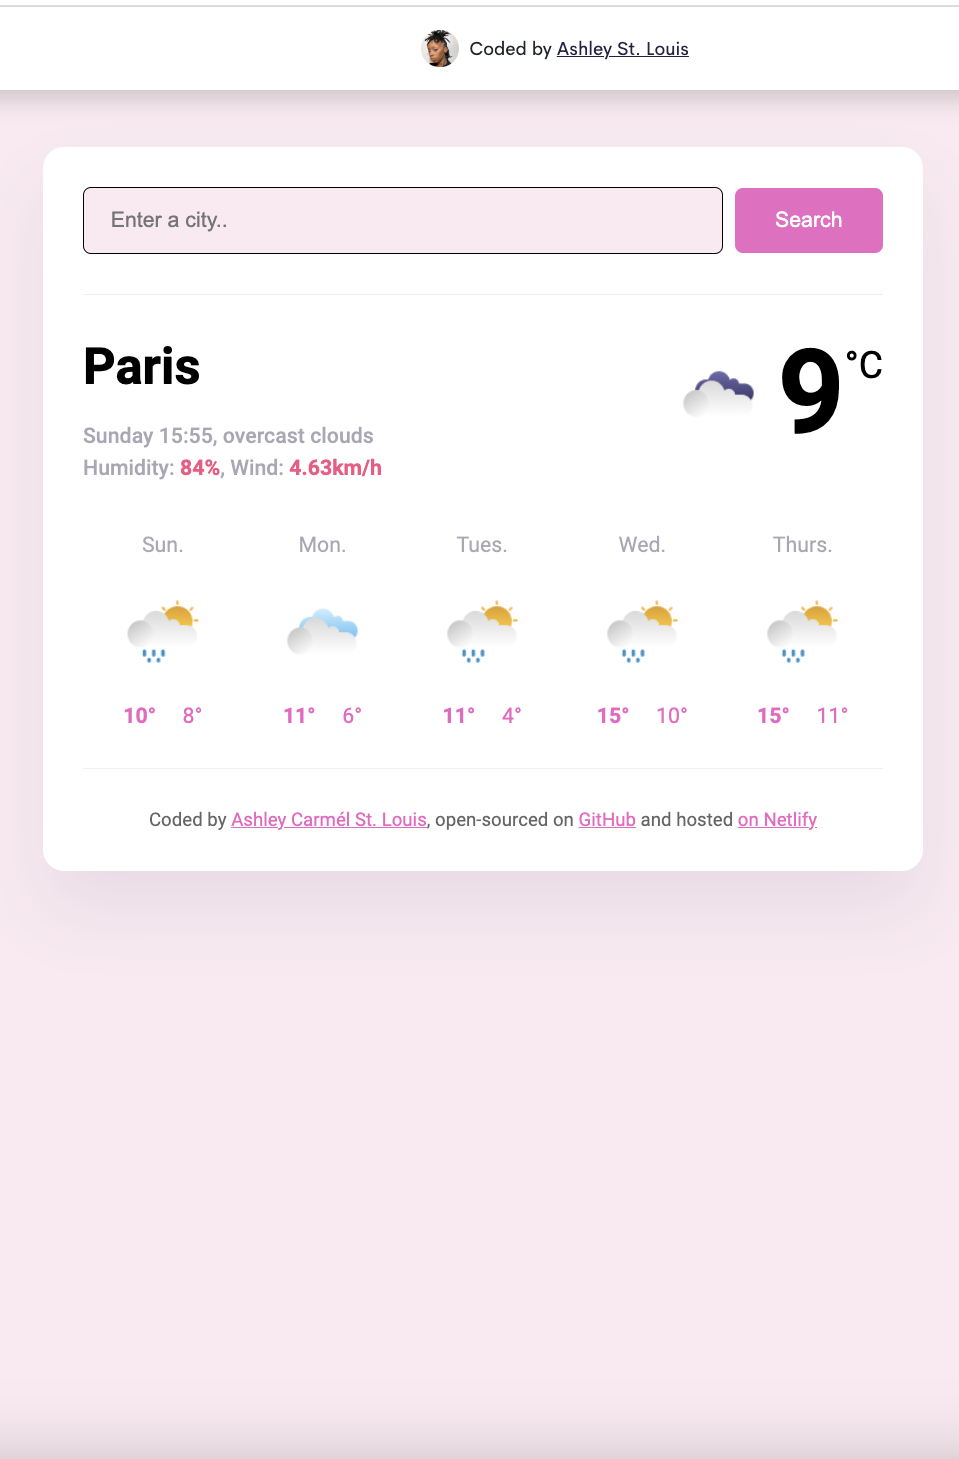 Coded by Ashley St. Louis
Enter a city..
Search
Paris
9°C
Sunday 15:55, overcast clouds
Humidity: 84%, Wind: 4.63km/h
Sun. Mon. Tues. Wed. Thurs.
10° 8° 11° 6° 11° 4° 15° 10° 15° 11°
Coded by Ashley Carmél St. Louis, open-sourced on GitHub and hosted on Netlify